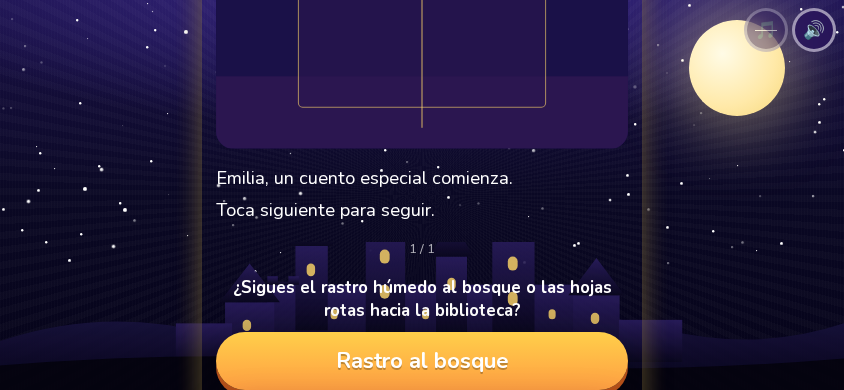 Emilia, un cuento especial comienza.
Toca siguiente para seguir.
1 / 1
¿Sigues el rastro húmedo al bosque o las hojas
rotas hacia la biblioteca?
Rastro al bosque